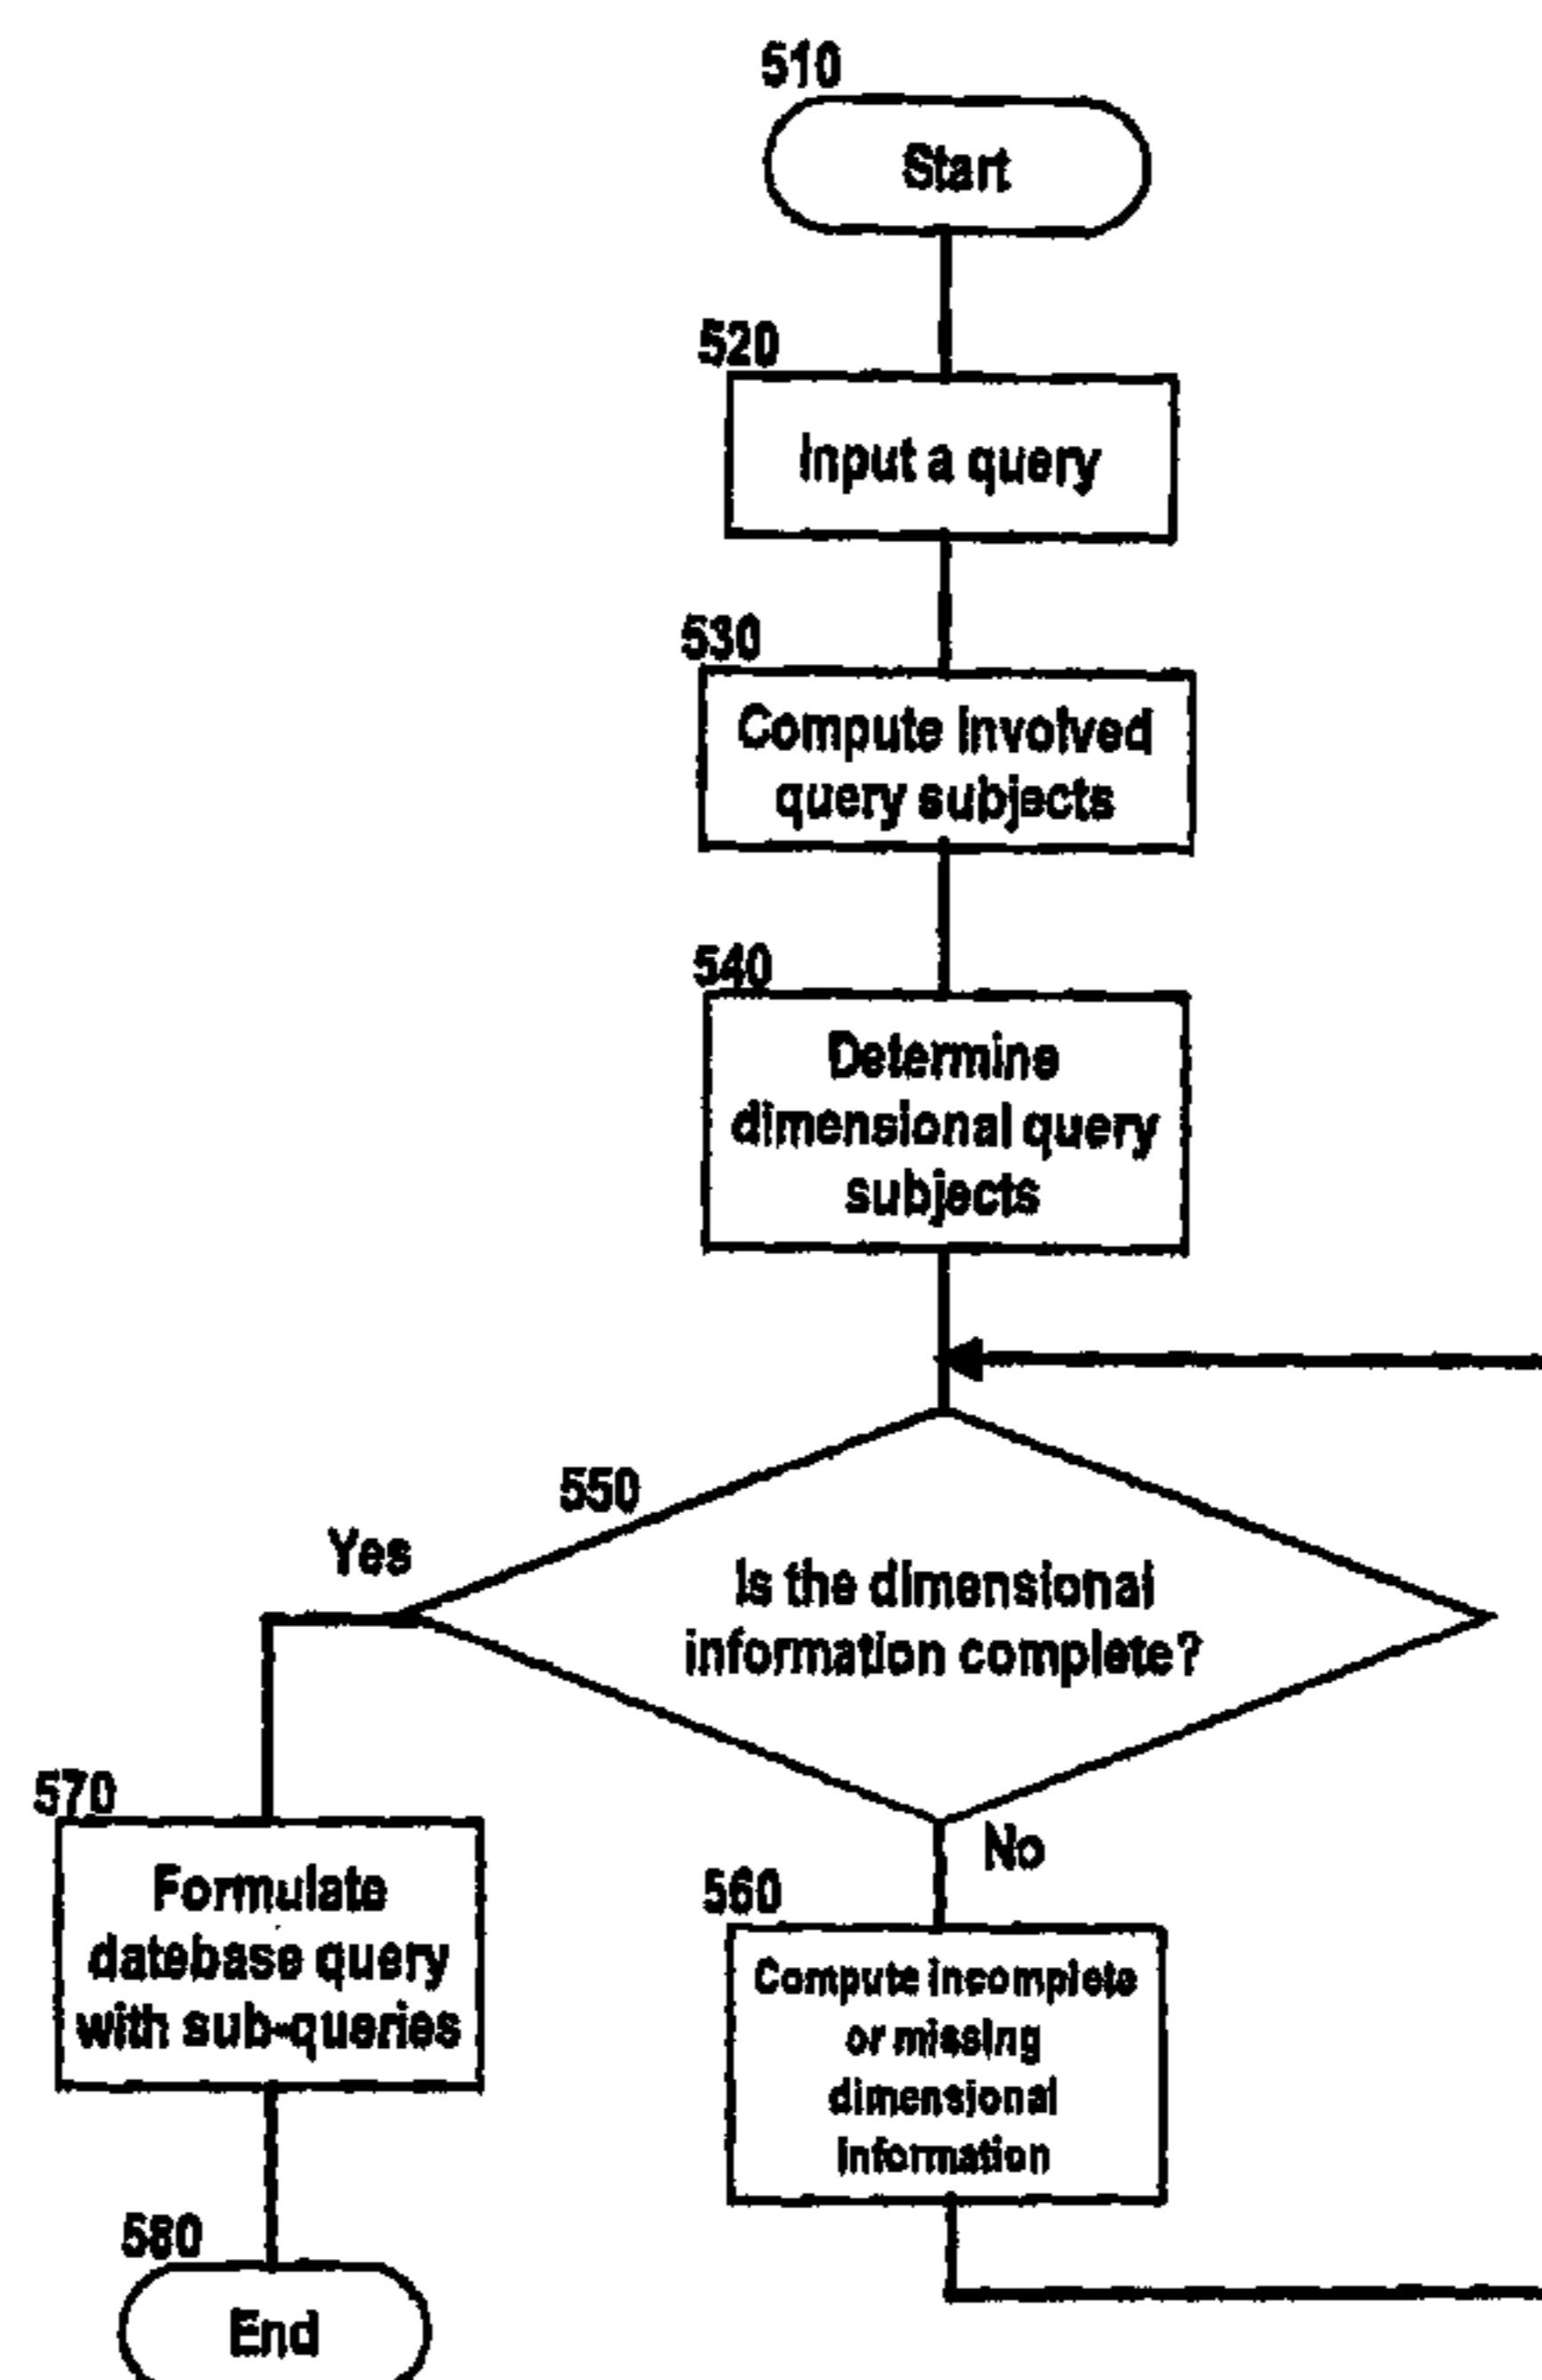 510
Start
520
Input a query
530
Compute involved
query subjects
540
Determine
dimensional query
subjects
550
Yes
Is the dimensional
information complete?
No
570
Formulate
datebase query
with sub-queries
560
Compute incomplete
or missing
dimensional
information
580
End